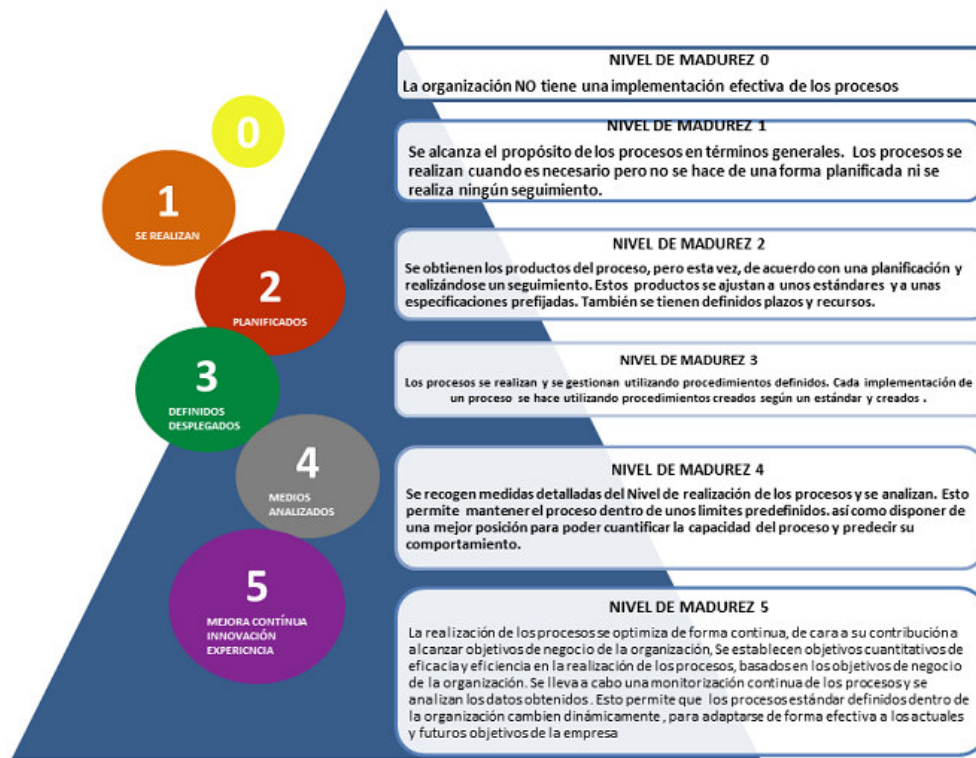 0
1
SE REALIZAN
2
PLANIFICADOS
3
DEFINIDOS
DESPLEGADOS
4
MEDIOS
ANALIZADOS
5
MEJORA CONTÍNUA
INNOVACIÓN
EXPERICNCIA
NIVEL DE MADUREZ 0
La organización NO tiene una implementación efectiva de los procesos
NIVEL DE MADUREZ 1
Se alcanza el propósito de los procesos en términos generales. Los procesos se
realizan cuando es necesario pero no se hace de una forma planificada ni se
realiza ningún seguimiento.
NIVEL DE MADUREZ 2
Se obtienen los productos del proceso, pero esta vez, de acuerdo con una planificación y
realizándose un seguimiento. Estos productos se ajustan a unos estándares y a unas
especificaciones prefijadas. También se tienen definidos plazos y recursos.
NIVEL DE MADUREZ 3
Los procesos se realizan y se gestionan utilizando procedimientos definidos. Cada implementación de
un proceso se hace utilizando procedimientos creados según un estándar y creados .
NIVEL DE MADUREZ 4
Se recogen medidas detalladas del Nivel de realización de los procesos y se analizan. Esto
permite mantener el proceso dentro de unos limites predefinidos. así como disponer de
una mejor posición para poder cuantificar la capacidad del proceso y predecir su
comportamiento.
NIVEL DE MADUREZ 5
La realización de los procesos se optimiza de forma continua, de cara a su contribución a
alcanzar objetivos de negocio de la organización, Se establecen objetivos cuantitativos de
eficacia y eficiencia en la realización de los procesos, basados en los objetivos de negocio
de la organización. Se lleva a cabo una monitorización continua de los procesos y se
analizan los datos obtenidos . Esto permite que los procesos estándar definidos dentro de
la organización cambien dinámicamente , para adaptarse de forma efectiva a los actuales
y futuros objetivos de la empresa